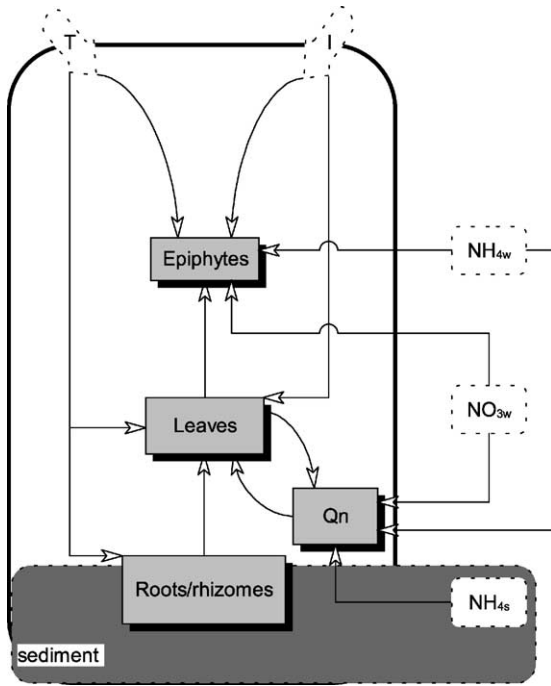 T
I
Epiphytes
NH4w
Leaves
NO3w
Qn
Roots/rhizomes
NH4s
sediment